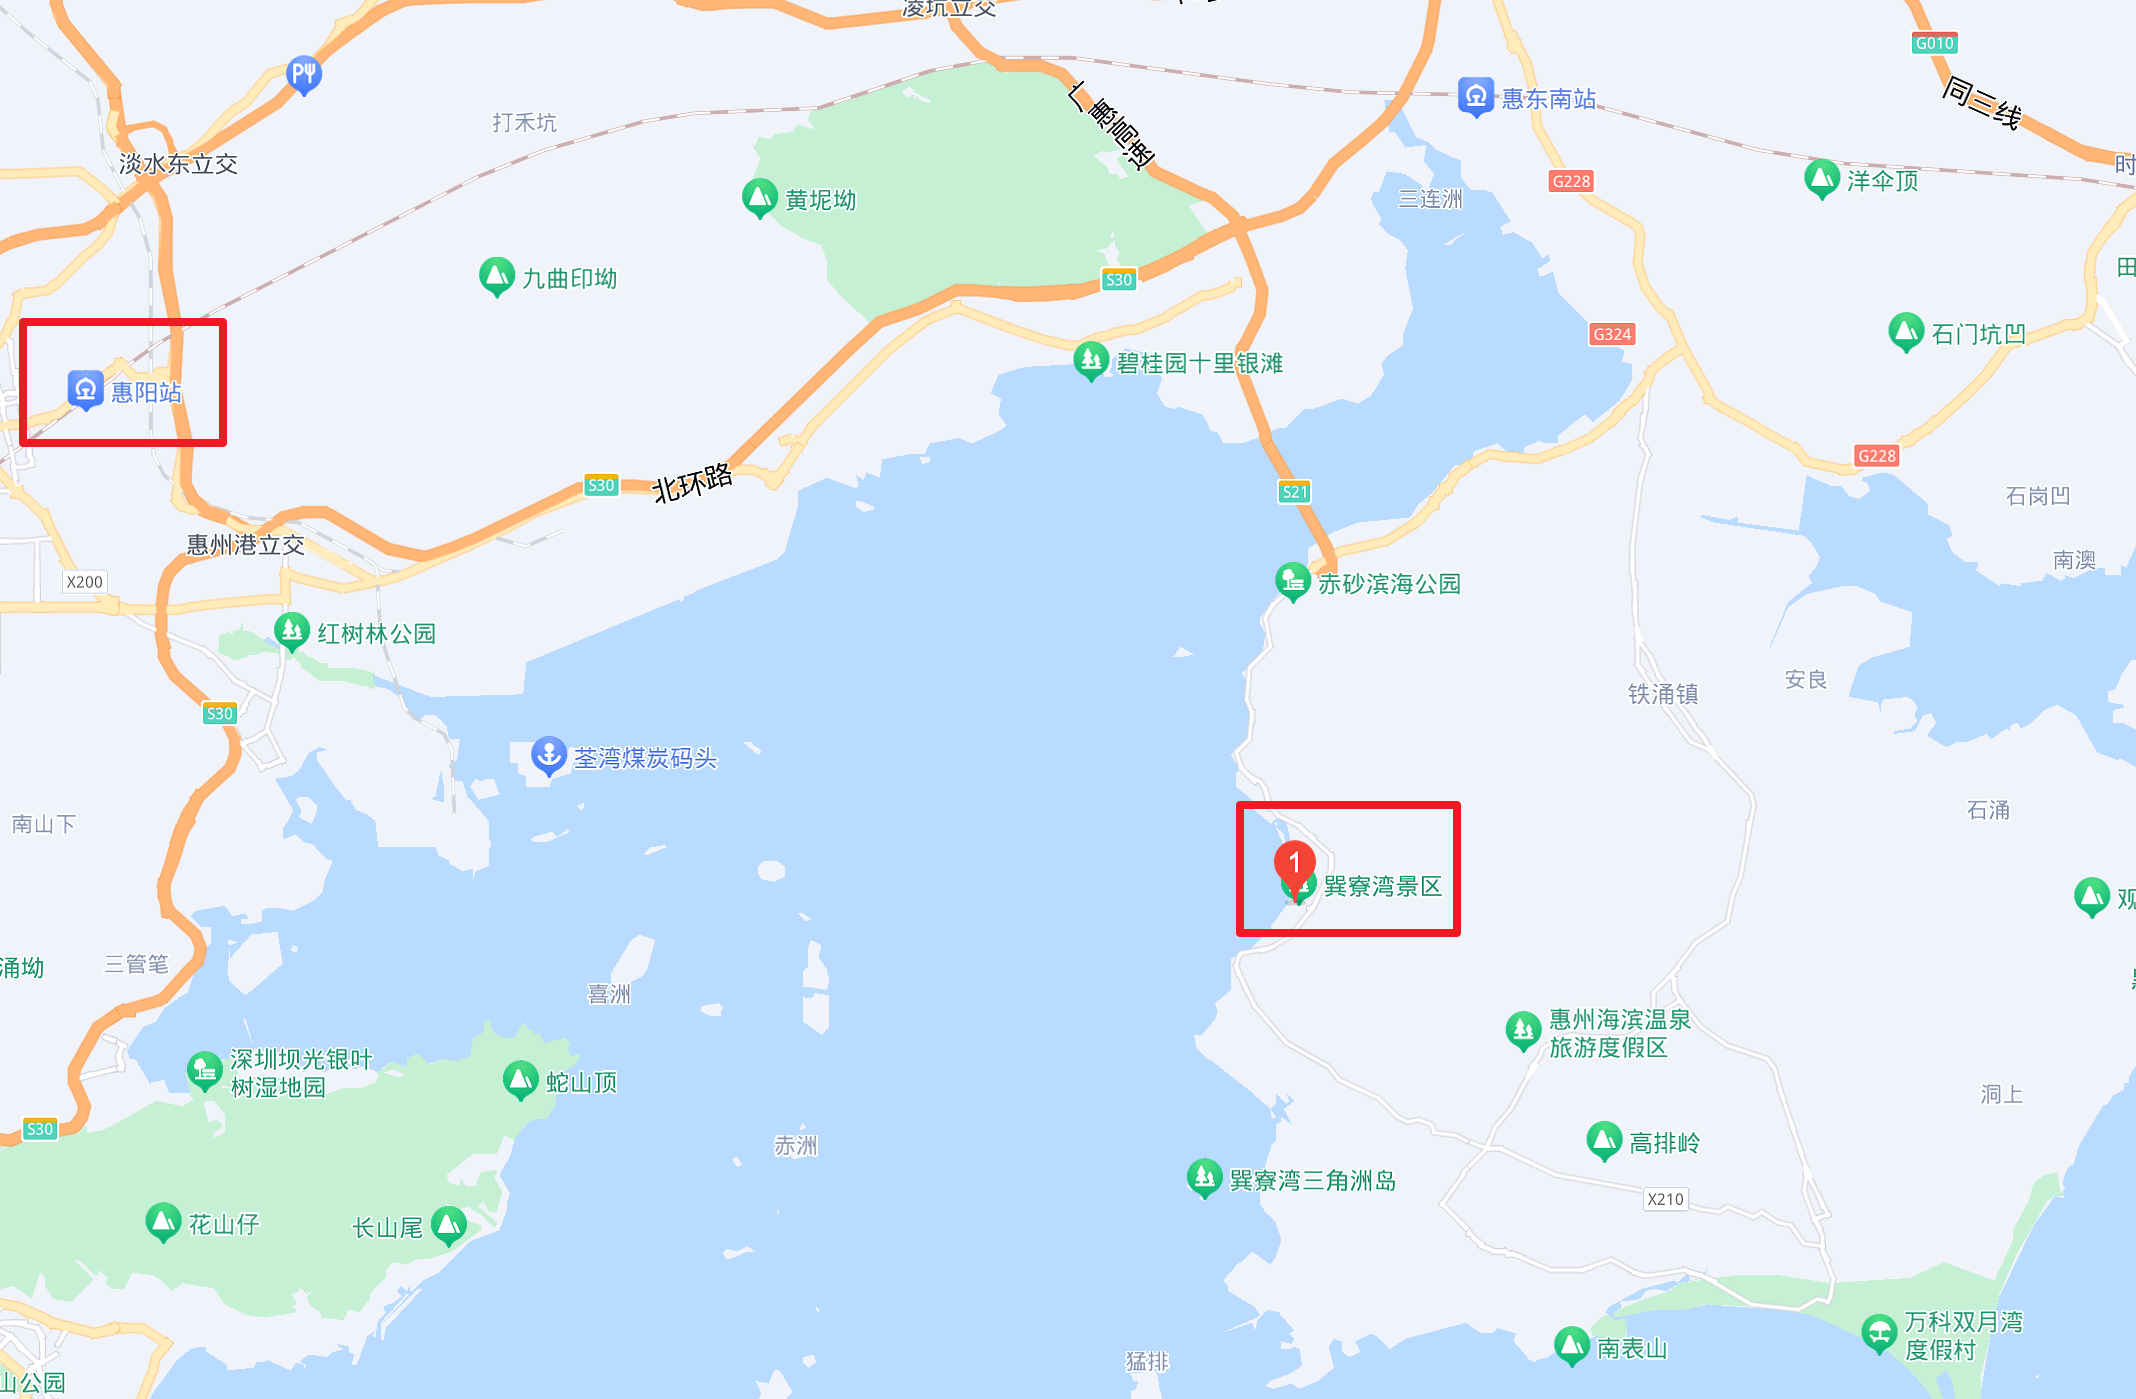 凌坑立交
G010
同三线
广惠高速
惠东南站
打禾坑
淡水东立交
G228
时
洋伞顶
三连洲
黄坭坳
田
九曲印坳
S30
G324
石门坑凹
碧桂园十里银滩
惠阳站
G228
S30
北环路
S21
石岗凹
惠州港立交
南澳
X200
赤砂滨海公园
红树林公园
安良
铁涌镇
S30
荃湾煤炭码头
石涌
南山下
1
巽寮湾景区
观
涌坳
三管笔
喜洲
惠州海滨温泉
旅游度假区
深圳坝光银叶
树湿地园
蛇山顶
洞上
S30
赤洲
高排岭
巽寮湾三角洲岛
X210
花山仔
长山尾
万科双月湾
度假村
南表山
猛排
山公园